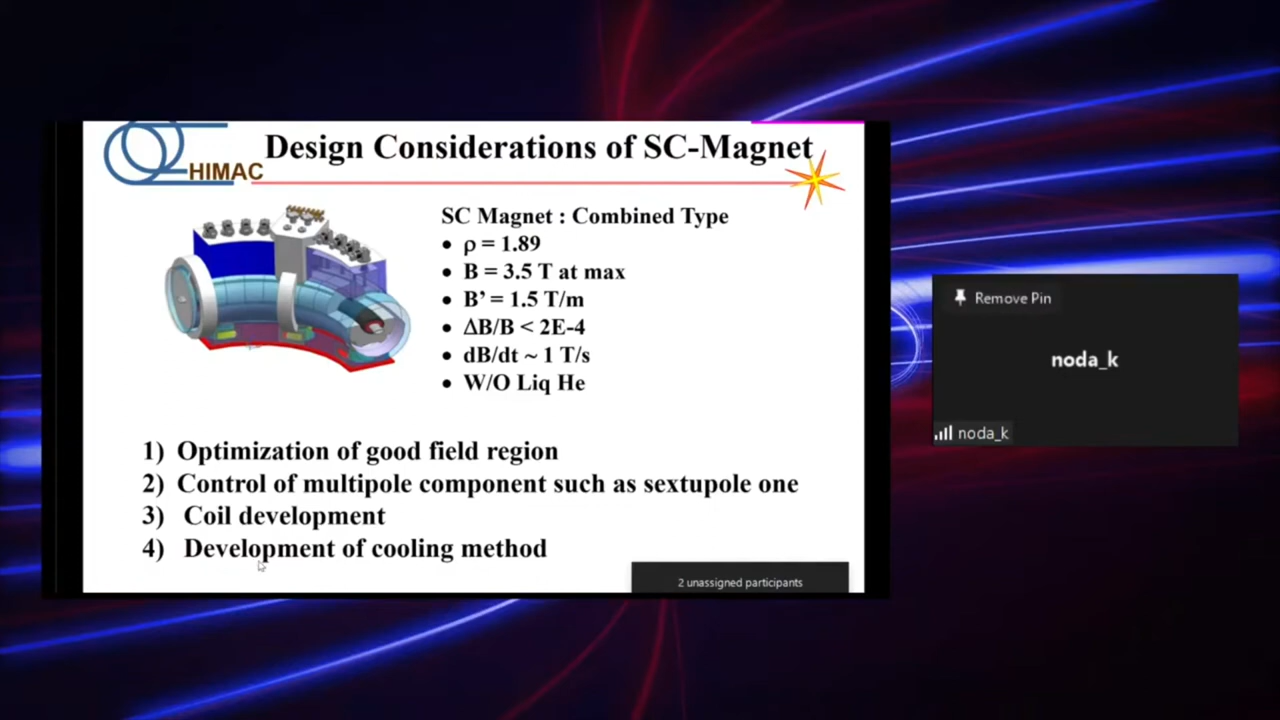 HIMAC
Design Considerations of SC-Magnet
SC Magnet : Combined Type
• ρ = 1.89
• B = 3.5 T at max
• B’ = 1.5 T/m
• ΔB/B < 2E-4
• dB/dt ~ 1 T/s
• W/O Liq He
1) Optimization of good field region
2) Control of multipole component such as sextupole one
3) Coil development
4) Development of cooling method
2 unassigned participants
Remove Pin
noda_k
noda_k